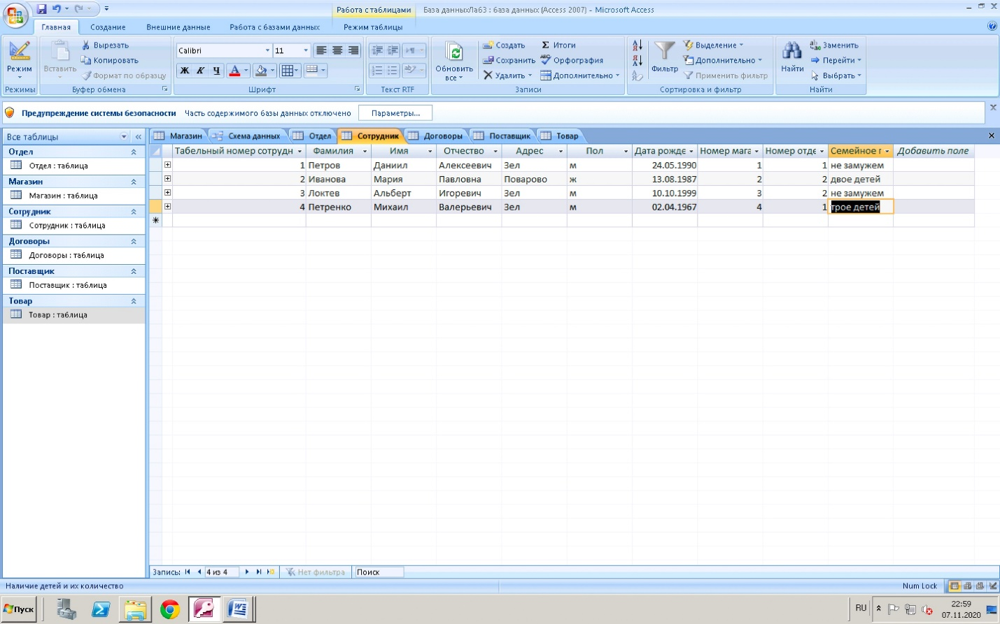 Работа с таблицами База данныхЛаб3 : база данных (Access 2007) - Microsoft Access
Главная Создание Внешние данные Работа с базами данных Режим таблицы
Режим
Режимы
Вставить
Вырезать
Копировать
Формат по образцу
Буфер обмена
Calibri 11
Ж К Ч А
Шрифт
Текст RTF
Обновить все
Создать
Сохранить
Удалить
Итоги
Орфография
Дополнительно
Записи
Фильтр
Выделение
Дополнительно
Применить фильтр
Сортировка и фильтр
Найти
Заменить
Перейти
Выбрать
Найти
Предупреждение системы безопасности Часть содержимого базы данных отключено Параметры...
Все таблицы
Отдел
Отдел : таблица
Магазин
Магазин : таблица
Сотрудник
Сотрудник : таблица
Договоры
Договоры : таблица
Поставщик
Поставщик : таблица
Товар
Товар : таблица
Магазин Схема данных Отдел Сотрудник Договоры Поставщик Товар
Табельный номер сотрудн Фамилия Имя Отчество Адрес Пол Дата рожде Номер мага Номер отде Семейное п Добавить поле
1 Петров Даниил Алексеевич Зел м 24.05.1990 1 1 не замужем
2 Иванова Мария Павловна Поварово ж 13.08.1987 2 2 двое детей
3 Локтев Альберт Игоревич Зел м 10.10.1999 3 2 не замужем
4 Петренко Михаил Валерьевич Зел м 02.04.1967 4 1 трое детей
Запись: 4 из 4 Нет фильтра Поиск
Наличие детей и их количество Num Lock
Пуск RU 22:59
07.11.2020